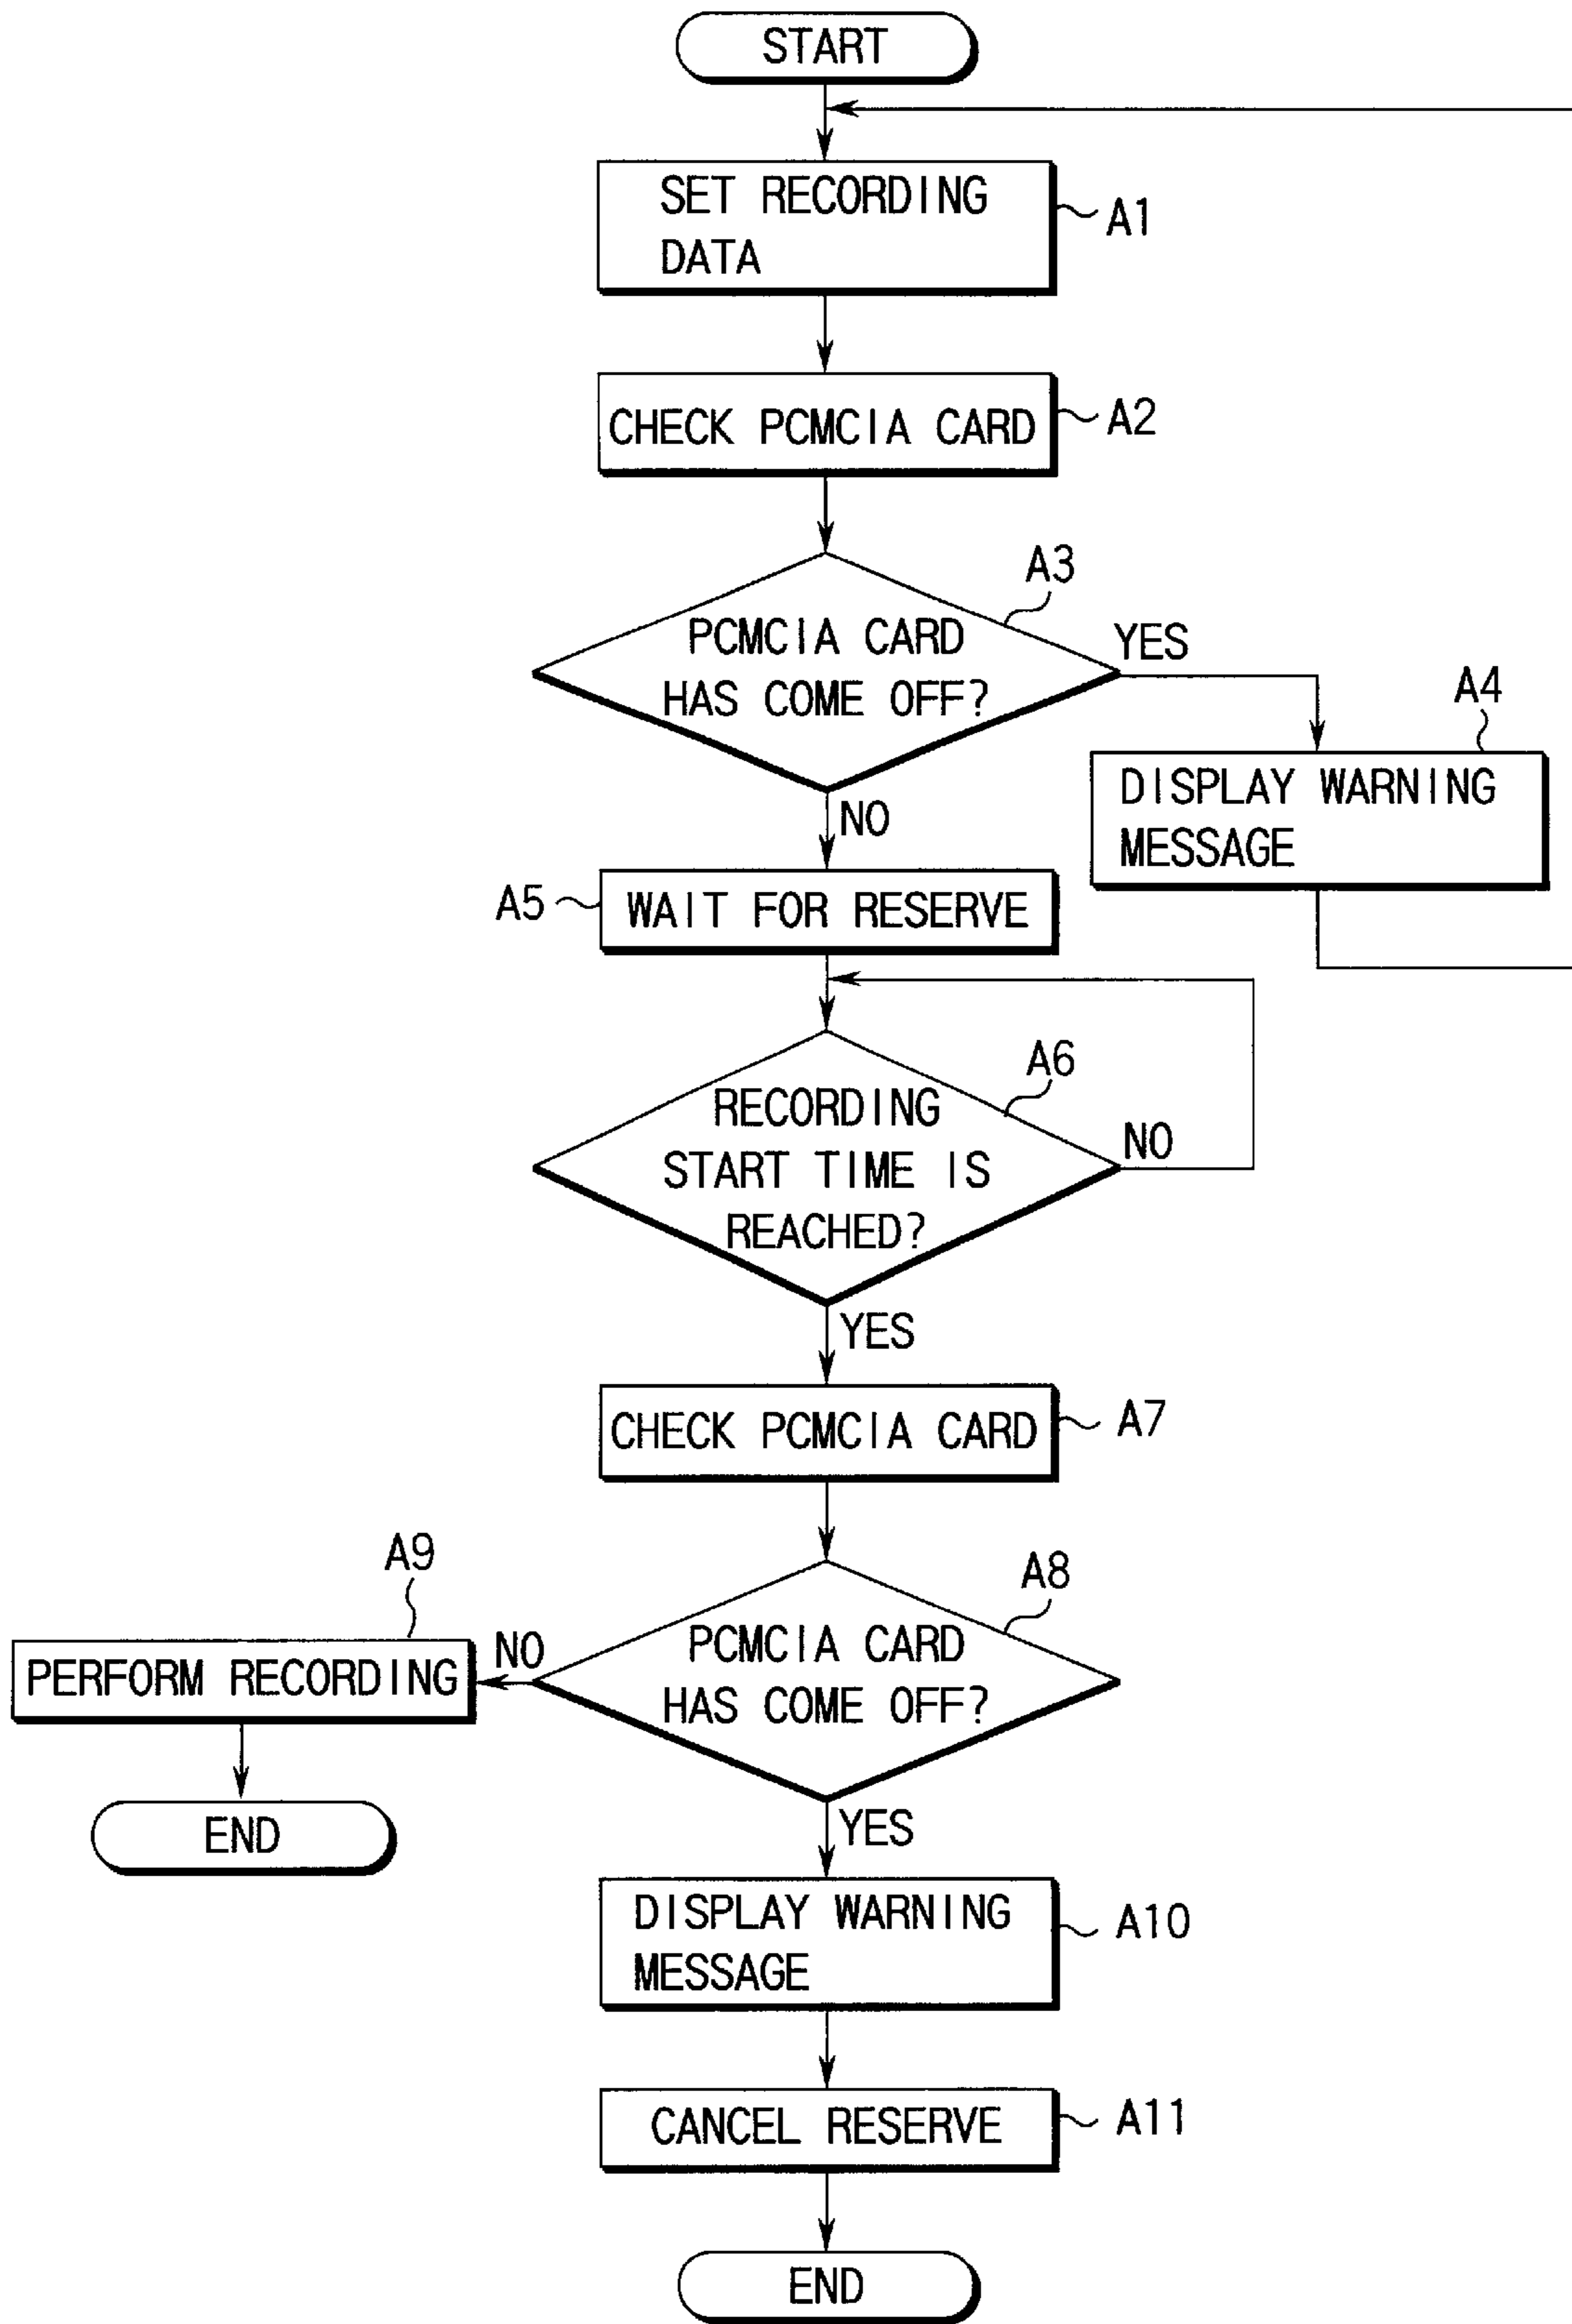 START
SET RECORDING
DATA
A1
CHECK PCMCIA CARD
A2
A3
PCMCIA CARD
HAS COME OFF?
YES
A4
DISPLAY WARNING
MESSAGE
NO
A5
WAIT FOR RESERVE
A6
RECORDING
START TIME IS
REACHED?
NO
YES
CHECK PCMCIA CARD
A7
A8
PCMCIA CARD
HAS COME OFF?
NO
A9
PERFORM RECORDING
END
YES
DISPLAY WARNING
MESSAGE
A10
CANCEL RESERVE
A11
END